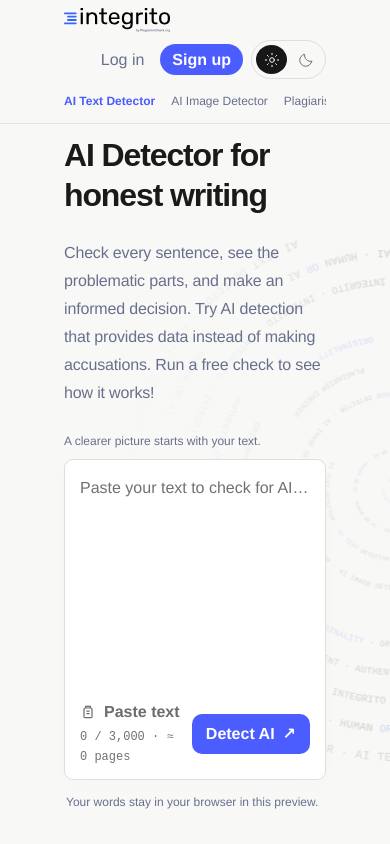 integrito
Log in
Sign up
AI Text Detector
AI Image Detector
AI Detector for
honest writing
Check every sentence, see the
problematic parts, and make an
informed decision. Try AI detection
that provides data instead of making
accusations. Run a free check to see
how it works!
A clearer picture starts with your text.
Paste your text to check for AI…
Paste text
0 / 3,000 · ≈
0 pages
Detect AI ↗
Your words stay in your browser in this preview.